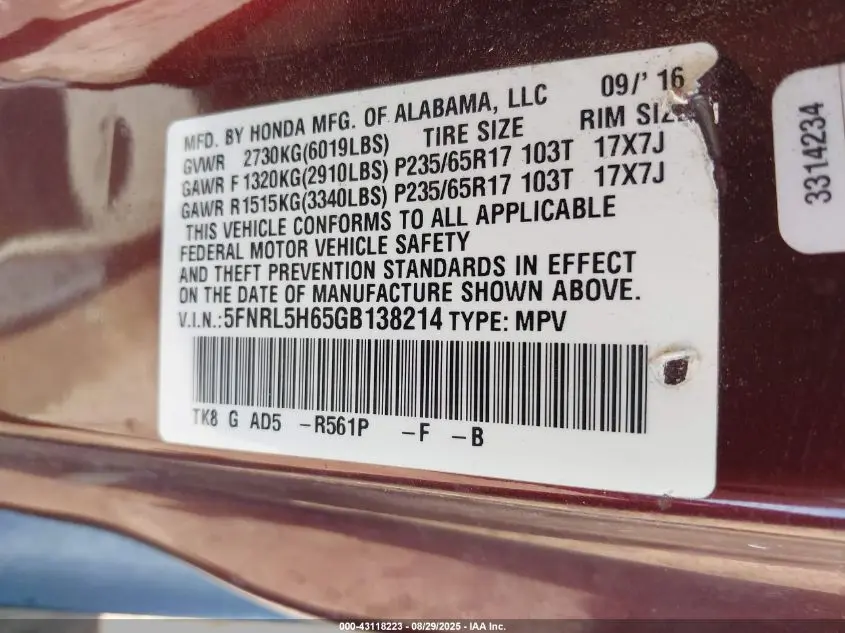 MFD. BY HONDA MFG. OF ALABAMA, LLC 09/' 16
GVWR 2730KG(6019LBS) TIRE SIZE RIM SIZE
GAWR F 1320KG(2910LBS) P235/65R17 103T 17X7J
GAWR R1515KG(3340LBS) P235/65R17 103T 17X7J
THIS VEHICLE CONFORMS TO ALL APPLICABLE
FEDERAL MOTOR VEHICLE SAFETY
AND THEFT PREVENTION STANDARDS IN EFFECT
ON THE DATE OF MANUFACTURE SHOWN ABOVE.
V.I.N.:5FNRL5H65GB138214 TYPE: MPV
TK8 G AD5 -R561P -F -B
3314234
000-43118223 - 08/29/2025 - IAA Inc.